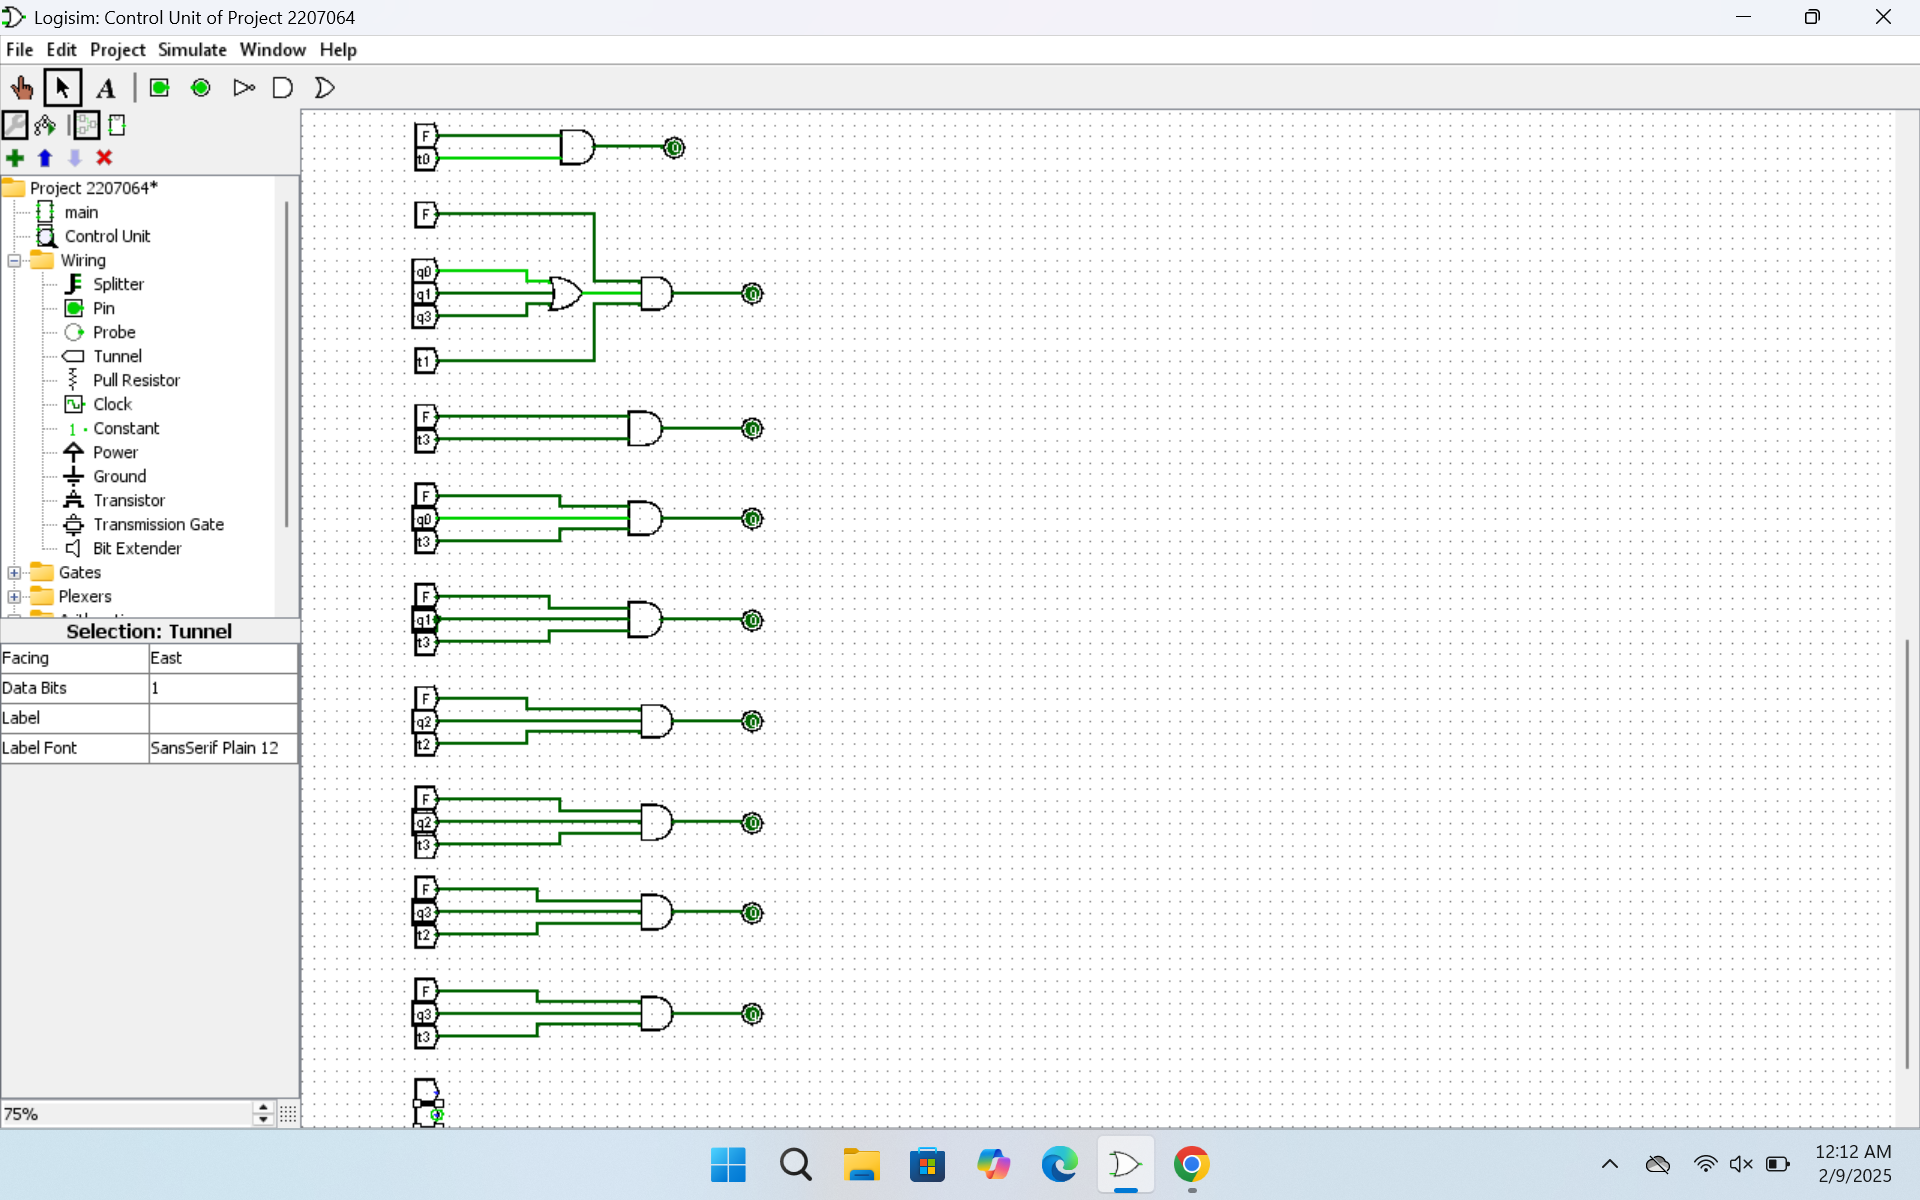 Logisim: Control Unit of Project 2207064
File Edit Project Simulate Window Help
A
Project 2207064*
main
Control Unit
Wiring
Splitter
Pin
Probe
Tunnel
Pull Resistor
Clock
1 Constant
Power
Ground
Transistor
Transmission Gate
Bit Extender
Gates
Plexers
Selection: Tunnel
Facing East
Data Bits 1
Label
Label Font SansSerif Plain 12
75%
F
t0
0
F
q0
q1
q3
0
t1
F
t3
0
F
q0
t3
0
F
q1
t3
0
F
q2
t2
0
F
q2
t3
0
F
q3
t2
0
F
q3
t3
0
12:12 AM
2/9/2025